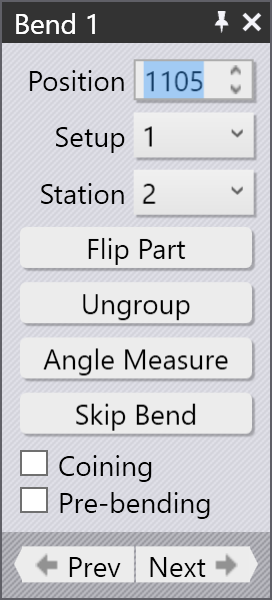 Bend 1
Position 1105
Setup 1
Station 2
Flip Part
Ungroup
Angle Measure
Skip Bend
Coining
Pre-bending
Prev Next